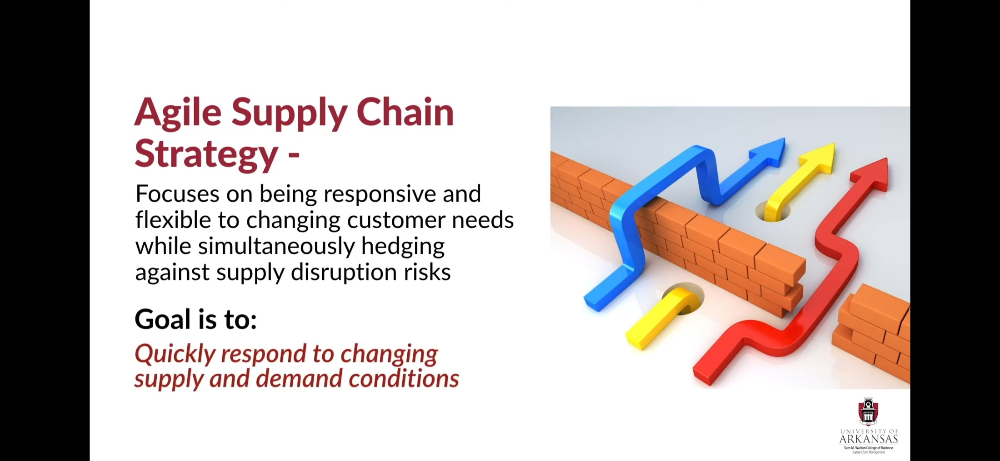 Agile Supply Chain
Strategy -
Focuses on being responsive and
flexible to changing customer needs
while simultaneously hedging
against supply disruption risks
Goal is to:
Quickly respond to changing
supply and demand conditions
UNIVERSITY OF
ARKANSAS
Sam M. Walton College of Business
Supply Chain Management